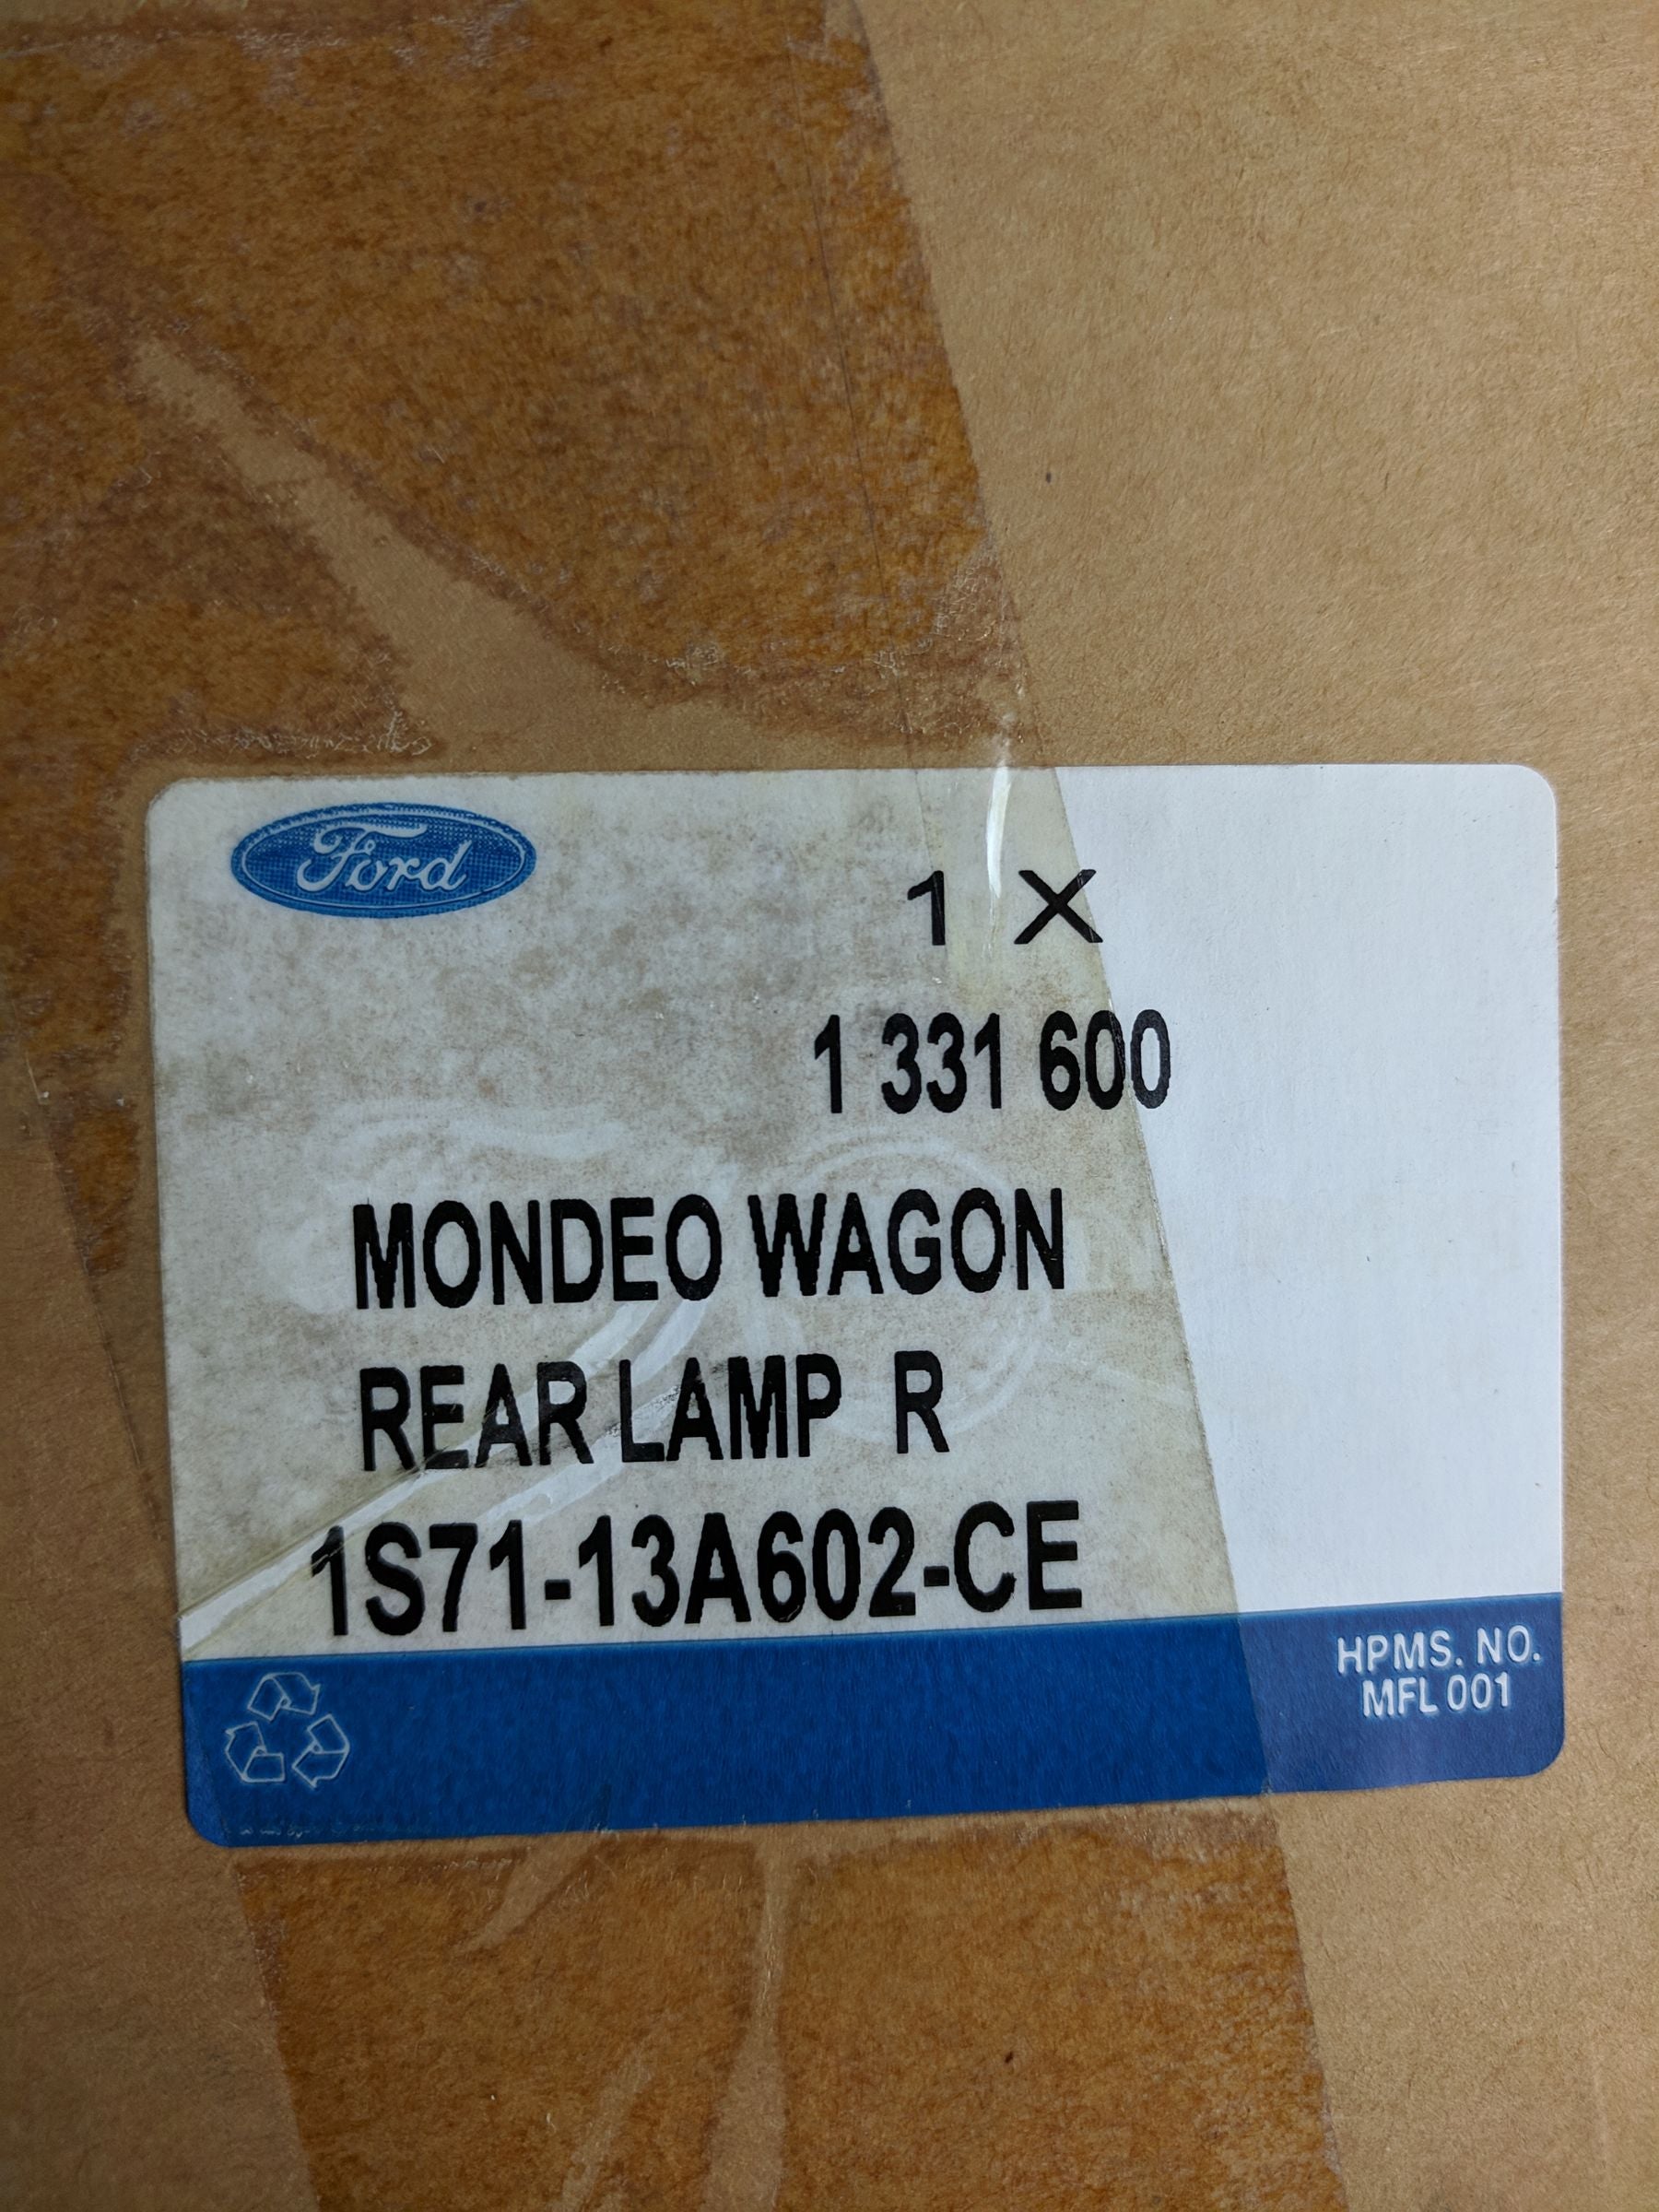 Ford
1 X
1 331 600
MONDEO WAGON
REAR LAMP R
1S71-13A602-CE
HPMS. NO.
MFL 001